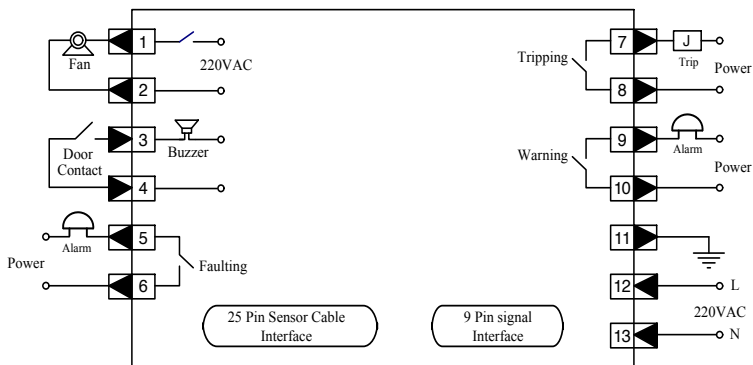 1
Fan
220VAC
2
3
Buzzer
Door
Contact
4
5
Alarm
Power
Faulting
6
25 Pin Sensor Cable
Interface
9 Pin signal
Interface
7
J
Trip
Tripping
Power
8
9
Alarm
Warning
Power
10
11
12
L
220VAC
13
N